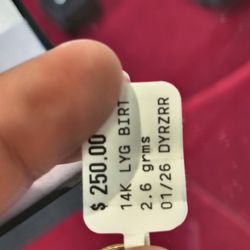 $ 250.00
14K LYG BIRT
2.6 grms
01/26 DYRZRR